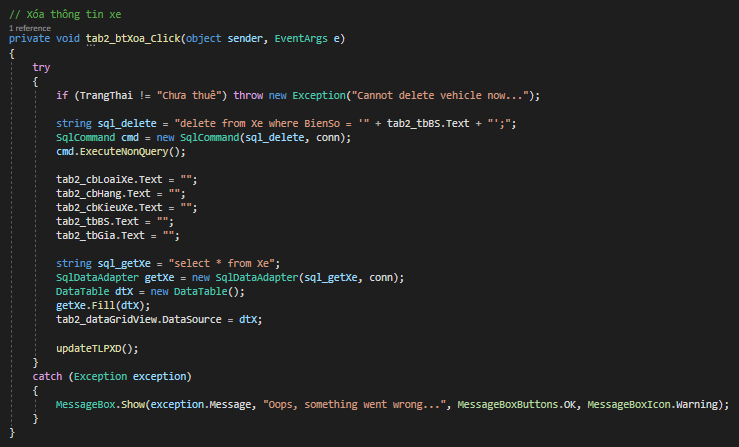 // Xóa thông tin xe
1 reference
private void tab2_btXoa_Click(object sender, EventArgs e)
{
    try
    {
        if (TrangThai != "Chưa thuê") throw new Exception("Cannot delete vehicle now...");

        string sql_delete = "delete from Xe where BienSo = '" + tab2_tbBS.Text + "';";
        SqlCommand cmd = new SqlCommand(sql_delete, conn);
        cmd.ExecuteNonQuery();

        tab2_cbLoaiXe.Text = "";
        tab2_cbHang.Text = "";
        tab2_cbKieuXe.Text = "";
        tab2_tbBS.Text = "";
        tab2_tbGia.Text = "";

        string sql_getXe = "select * from Xe";
        SqlDataAdapter getXe = new SqlDataAdapter(sql_getXe, conn);
        DataTable dtX = new DataTable();
        getXe.Fill(dtX);
        tab2_dataGridView.DataSource = dtX;

        updateTLPXD();
    }
    catch (Exception exception)
    {
        MessageBox.Show(exception.Message, "Oops, something went wrong...", MessageBoxButtons.OK, MessageBoxIcon.Warning);
    }
}